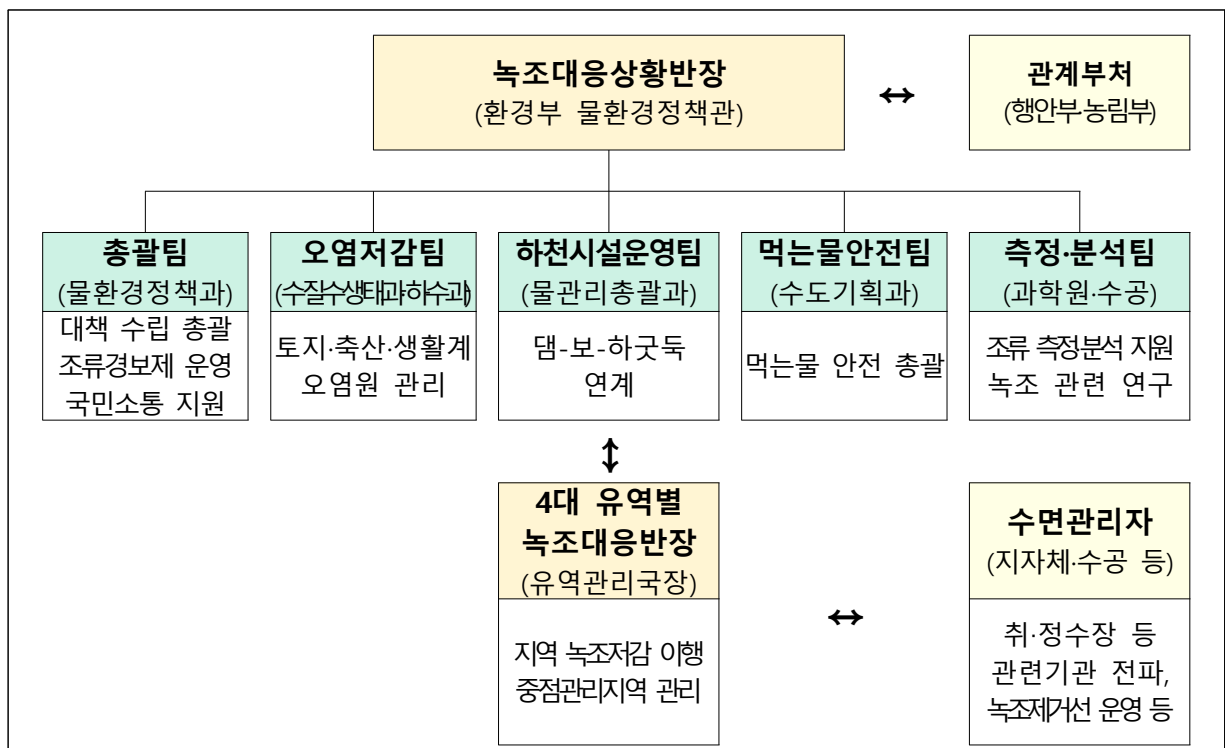 녹조대응상황반장
(환경부 물환경정책관)
↔
관계부처
(행안부·농림부)
총괄팀
(물환경정책과)
대책 수립 총괄
조류경보제 운영
국민소통 지원
오염저감팀
(수질수생태과·하수과)
토지·축산·생활계
오염원 관리
하천시설운영팀
(물관리총괄과)
댐-보-하굿둑
연계
먹는물안전팀
(수도기획과)
먹는물 안전 총괄
측정·분석팀
(과학원·수공)
조류 측정분석 지원
녹조 관련 연구
↕
4대 유역별
녹조대응반장
(유역관리국장)
지역 녹조저감 이행
중점관리지역 관리
↔
수면관리자
(지자체·수공 등)
취·정수장 등
관련기관 전파,
녹조제거선 운영 등